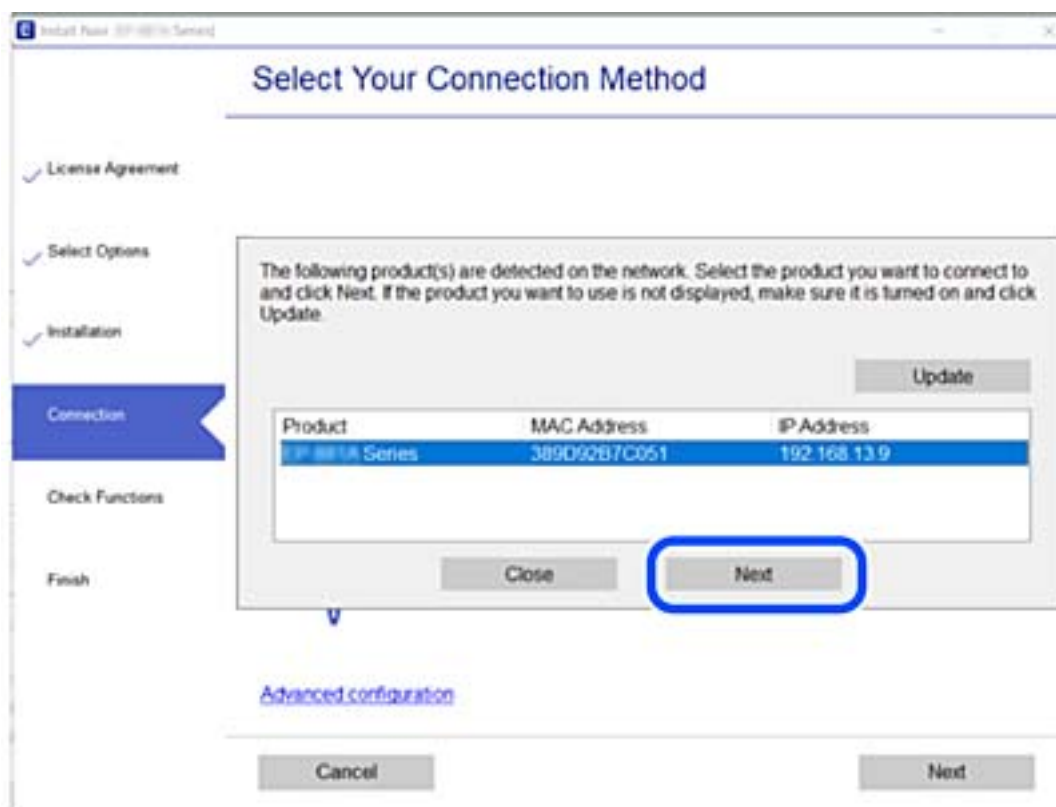 Install Navi
Series]
Select Your Connection Method
License Agreement
Select Options
Installation
Connection
Check Functions
Finish
The following product(s) are detected on the network. Select the product you want to connect to
and click Next. If the product you want to use is not displayed, make sure it is turned on and click
Update.
Update
Product MAC Address IP Address
Series 389D92B7C051 192.168.13.9
Close Next
Advanced configuration
Cancel Next